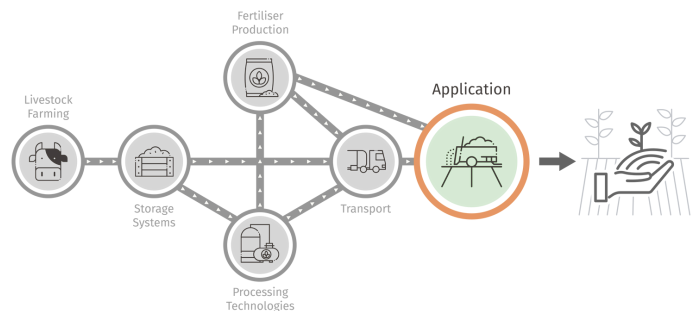 Fertiliser
Production
Application
Livestock
Farming
Storage
Systems
Transport
Processing
Technologies